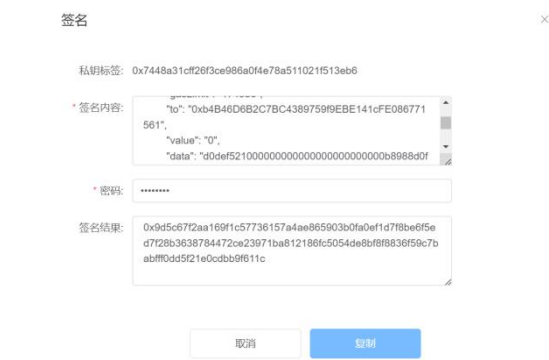 签名
私钥标签: 0x7448a31cff26f3ce986a0f4e78a511021f513eb6
* 签名内容:
"to": "0xb4B46D6B2C7BC4389759f9EBE141cFE086771
561",
"value": "0",
"data": "d0def521000000000000000000000000b8988d0f
* 密码: ••••••••
签名结果: 0x9d5c67f2aa169f1c57736157a4ae865903b0fa0ef1d7f8be6f5e
d7f28b3638784472ce23971ba812186fc5054de8bf8f8836f59c7b
abfff0dd5f21e0cdbb9f611c
取消 复制